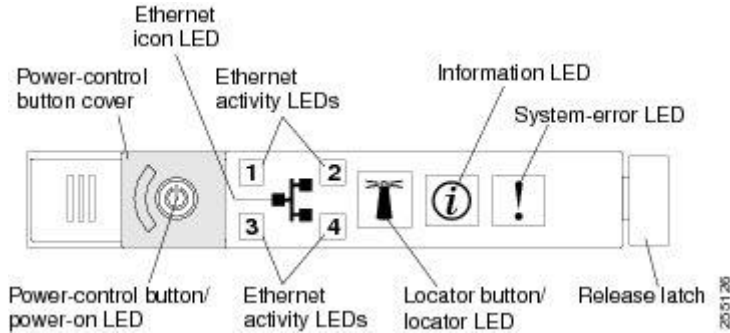 Ethernet
icon LED
Power-control
button cover
Ethernet
activity LEDs
Information LED
System-error LED
1
2
3
4
i
!
Power-control button/
power-on LED
Ethernet
activity LEDs
Locator button/
locator LED
Release latch
255126